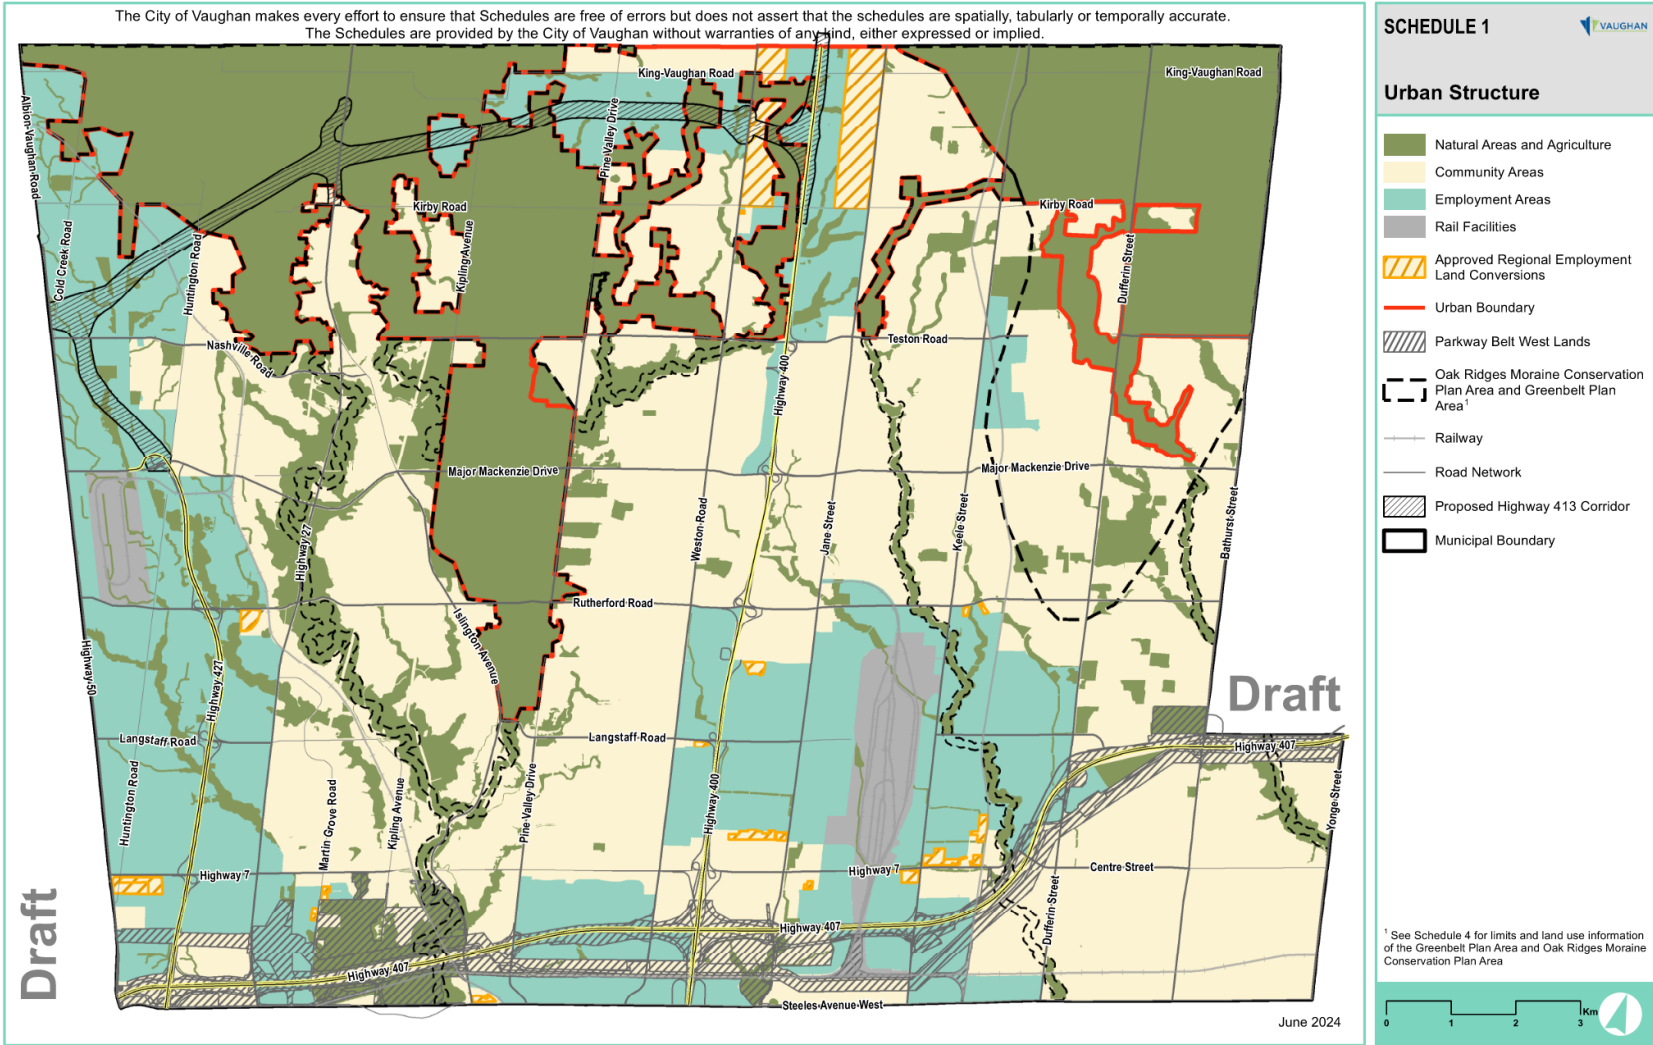 The City of Vaughan makes every effort to ensure that Schedules are free of errors but does not assert that the schedules are spatially, tabularly or temporally accurate.
The Schedules are provided by the City of Vaughan without warranties of any kind, either expressed or implied.
King-Vaughan Road
King-Vaughan Road
Albion-Vaughan Road
Pine Valley Drive
Kirby Road
Kirby Road
Cold Creek Road
Huntington Road
Kipling Avenue
Dufferin Street
Nashville Road
Teston Road
Highway 400
Major Mackenzie Drive
Major Mackenzie Drive
Highway 27
Weston Road
Jane Street
Keele Street
Bathurst Street
Rutherford Road
Islington Avenue
Highway 50
Highway 427
Draft
Langstaff Road
Langstaff Road
Highway 407
Huntington Road
Martin Grove Road
Kipling Avenue
Pine Valley Drive
Highway 400
Yonge Street
Highway 7
Highway 7
Centre Street
Draft
Dufferin Street
Highway 407
Highway 407
Steeles Avenue West
June 2024
SCHEDULE 1
VAUGHAN
Urban Structure
Natural Areas and Agriculture
Community Areas
Employment Areas
Rail Facilities
Approved Regional Employment
Land Conversions
Urban Boundary
Parkway Belt West Lands
Oak Ridges Moraine Conservation
Plan Area and Greenbelt Plan
Area1
Railway
Road Network
Proposed Highway 413 Corridor
Municipal Boundary
1 See Schedule 4 for limits and land use information
of the Greenbelt Plan Area and Oak Ridges Moraine
Conservation Plan Area
Km
0 1 2 3